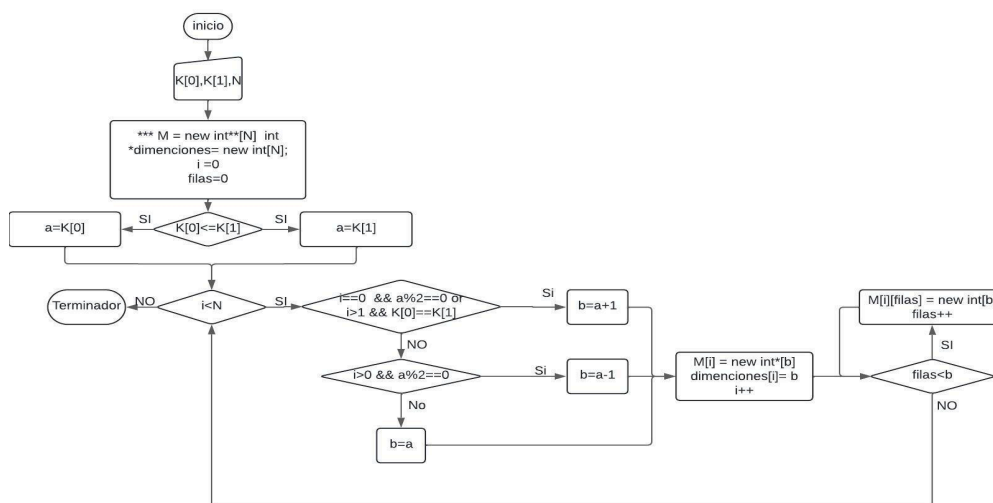 inicio
K[0],K[1],N
*** M = new int**[N] int
*dimenciones= new int[N];
i =0
filas=0
SI
K[0]<=K[1]
SI
a=K[0]
a=K[1]
Terminador
NO
i<N
SI
i==0 && a%2==0 or
i>1 && K[0]==K[1]
Si
b=a+1
NO
i>0 && a%2==0
Si
b=a-1
No
b=a
M[i] = new int*[b]
dimenciones[i]= b
i++
M[i][filas] = new int[b
filas++
SI
filas<b
NO